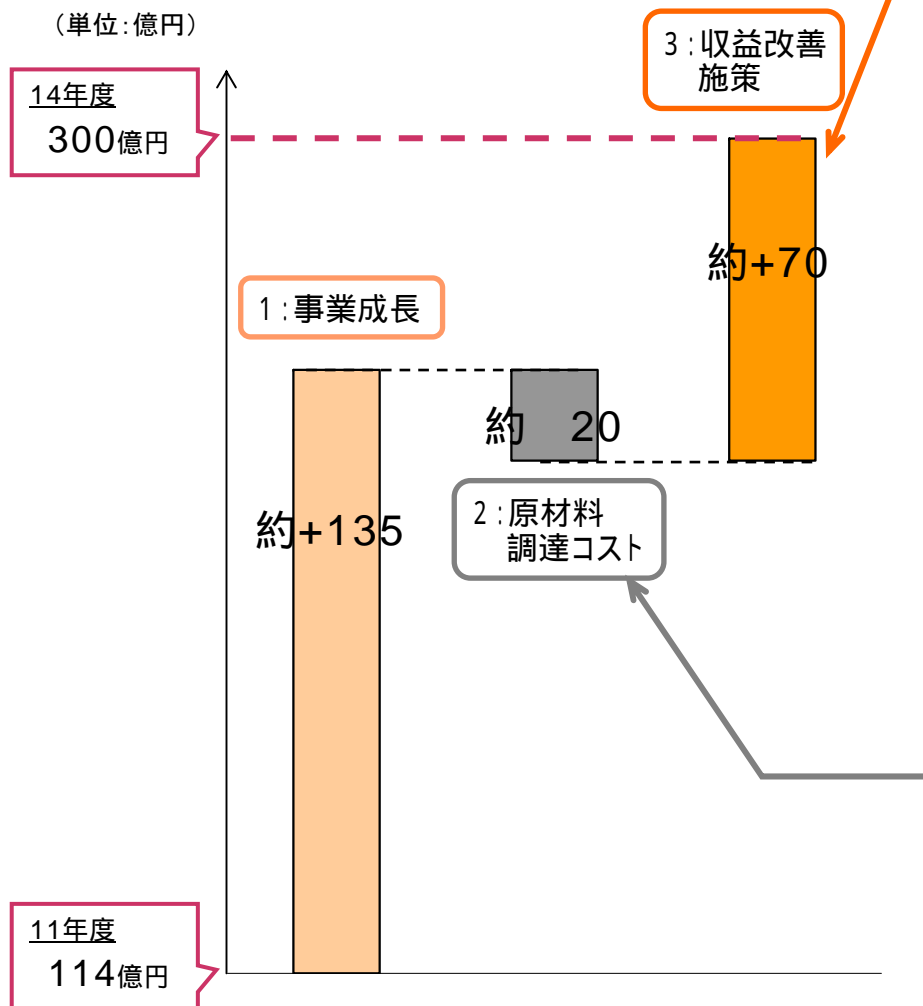 （単位：億円）
3：収益改善
施策
14年度
300億円
約+70
1：事業成長
約　20
約+135
2：原材料
調達コスト
11年度
114億円